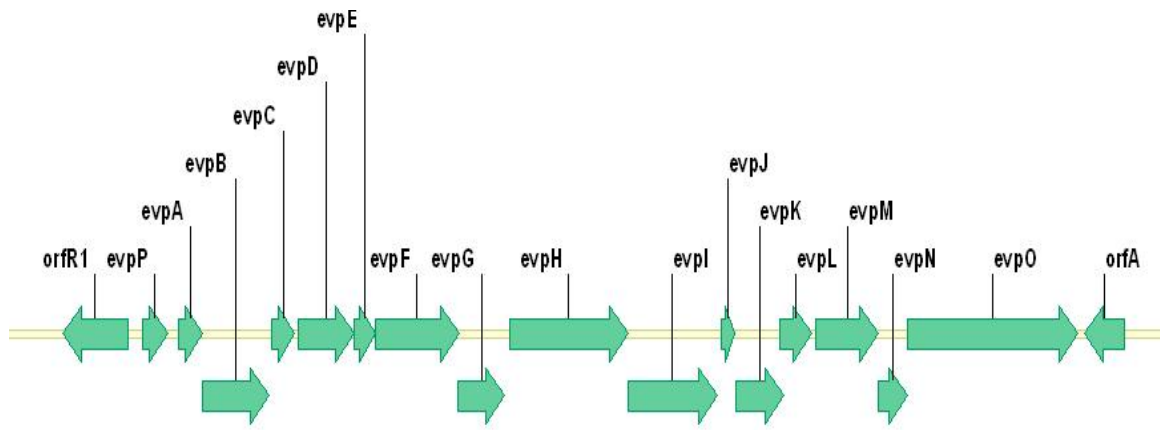 evpE
evpD
evpC
evpB evpJ
evpA evpK evpM
orfR1 evpP evpF evpG evpH evpI evpL evpN evpO orfA